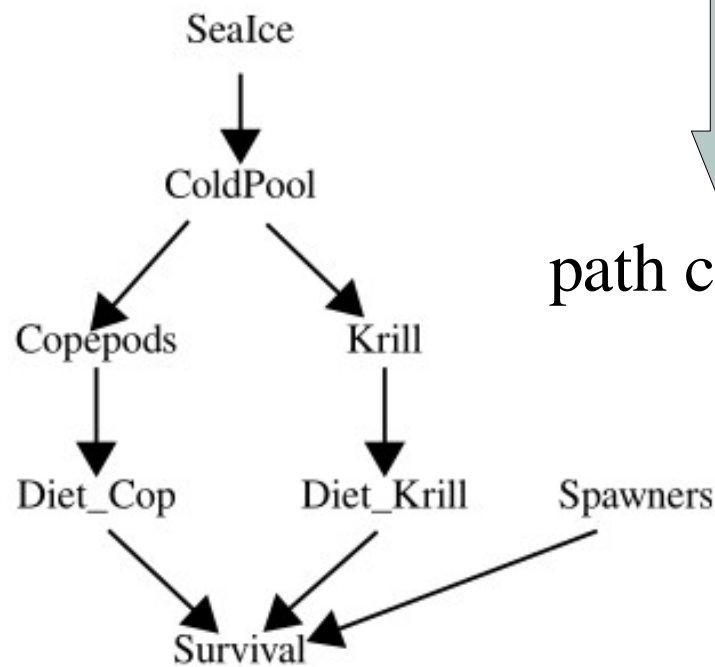 SeaIce
ColdPool
path c
Copepods Krill
Diet_Cop Diet_Krill Spawners
Survival